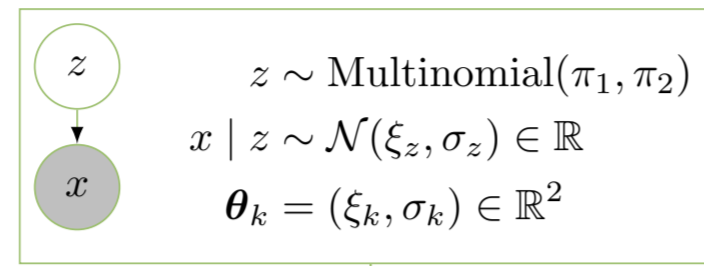 z
x
z ∼ Multinomial(π₁, π₂)
x | z ∼ 𝒩(ξ_z, σ_z) ∈ ℝ
θ_k = (ξ_k, σ_k) ∈ ℝ²